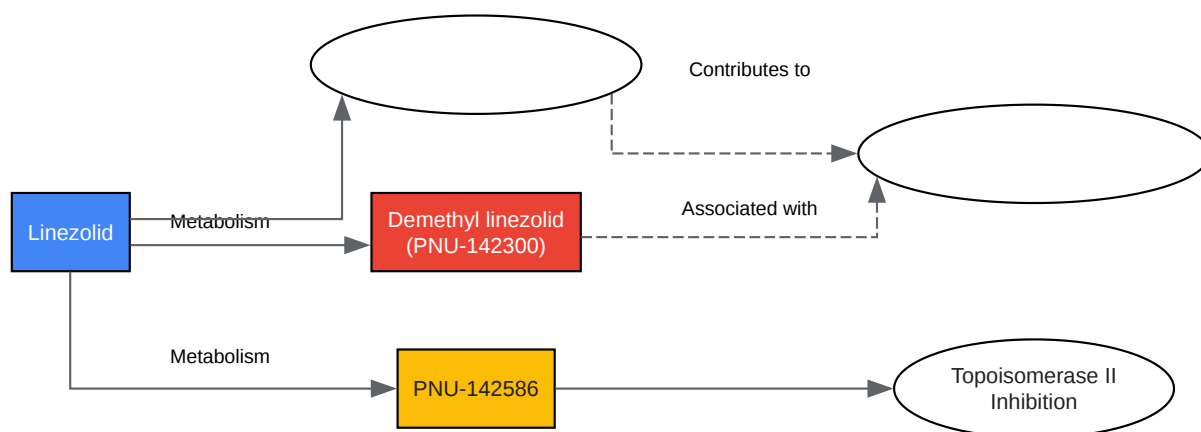 Contributes to
Linezolid
Metabolism
Demethyl linezolid
(PNU-142300)
Associated with
Metabolism
PNU-142586
Topoisomerase II
Inhibition